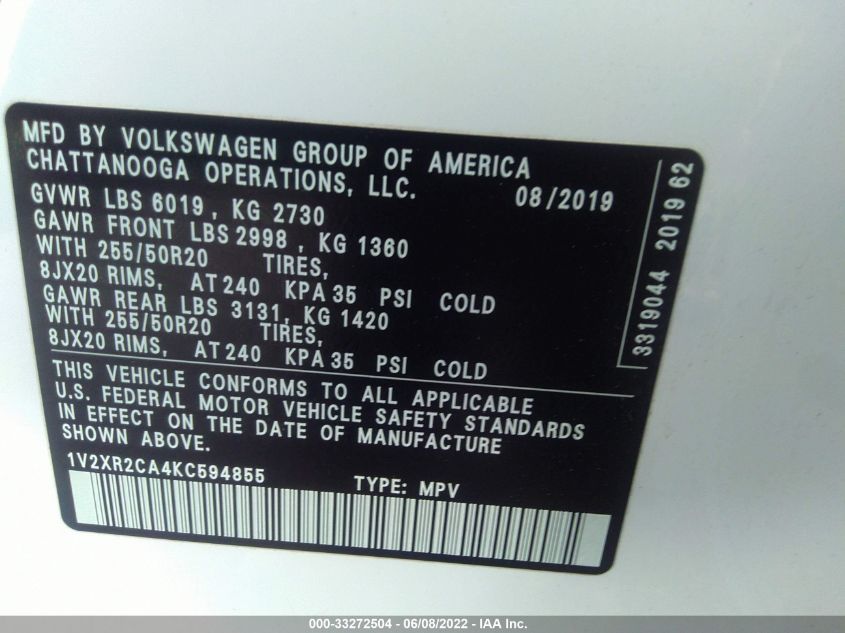 MFD BY VOLKSWAGEN GROUP OF AMERICA
CHATTANOOGA OPERATIONS, LLC.
08/2019
GVWR LBS 6019 , KG 2730
GAWR FRONT LBS 2998 , KG 1360
WITH 255/50R20 TIRES,
8JX20 RIMS, AT 240 KPA 35 PSI COLD
GAWR REAR LBS 3131, KG 1420
WITH 255/50R20 TIRES,
8JX20 RIMS, AT 240 KPA 35 PSI COLD
THIS VEHICLE CONFORMS TO ALL APPLICABLE
U.S. FEDERAL MOTOR VEHICLE SAFETY STANDARDS
IN EFFECT ON THE DATE OF MANUFACTURE
SHOWN ABOVE.
1V2XR2CA4KC594855 TYPE: MPV
3319044 2019 62
000-33272504 - 06/08/2022 - IAA Inc.